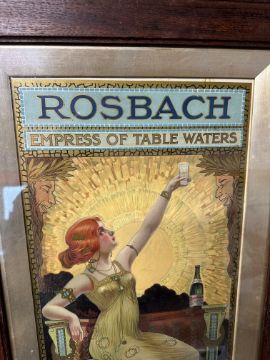 ROSBACH
EMPRESS OF TABLE WATERS